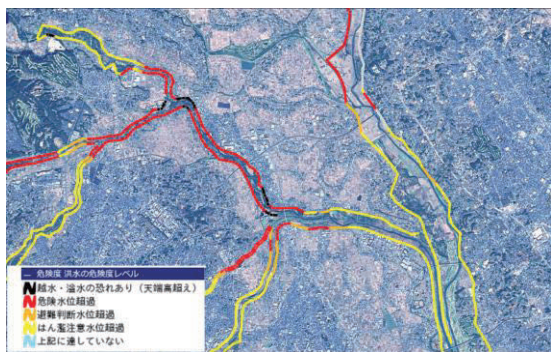 危険度 洪水の危険度レベル
越水・溢水の恐れあり（天端高超え）
危険水位超過
避難判断水位超過
はん濫注意水位超過
上記に達していない